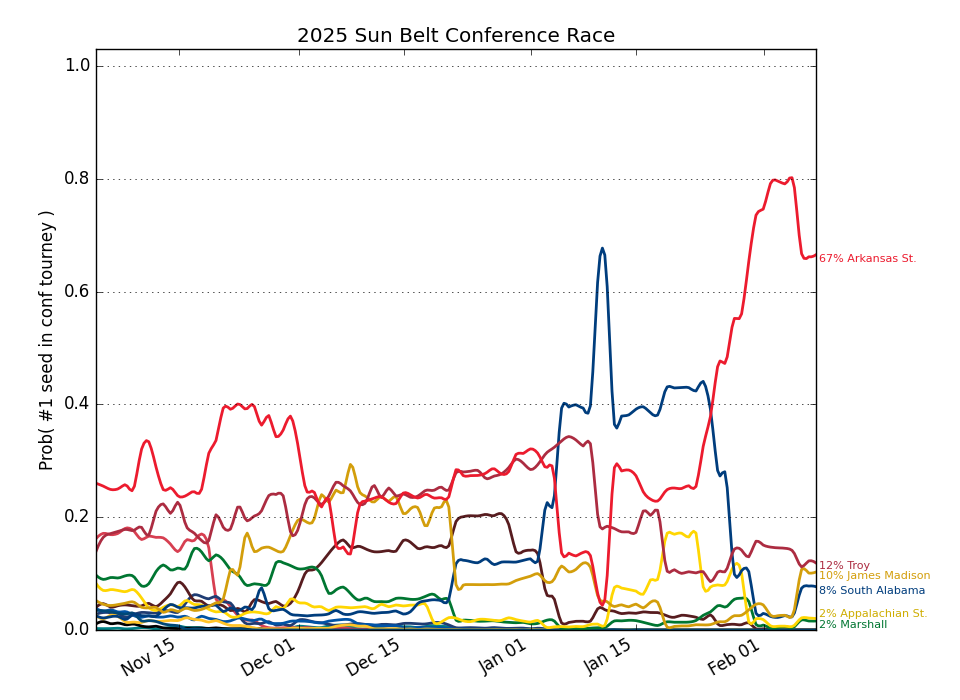 2025 Sun Belt Conference Race
Prob( #1 seed in conf tourney )
1.0
0.8
0.6
0.4
0.2
0.0
Nov 15
Dec 01
Dec 15
Jan 01
Jan 15
Feb 01
67% Arkansas St.
12% Troy
10% James Madison
8% South Alabama
2% Appalachian St.
2% Marshall